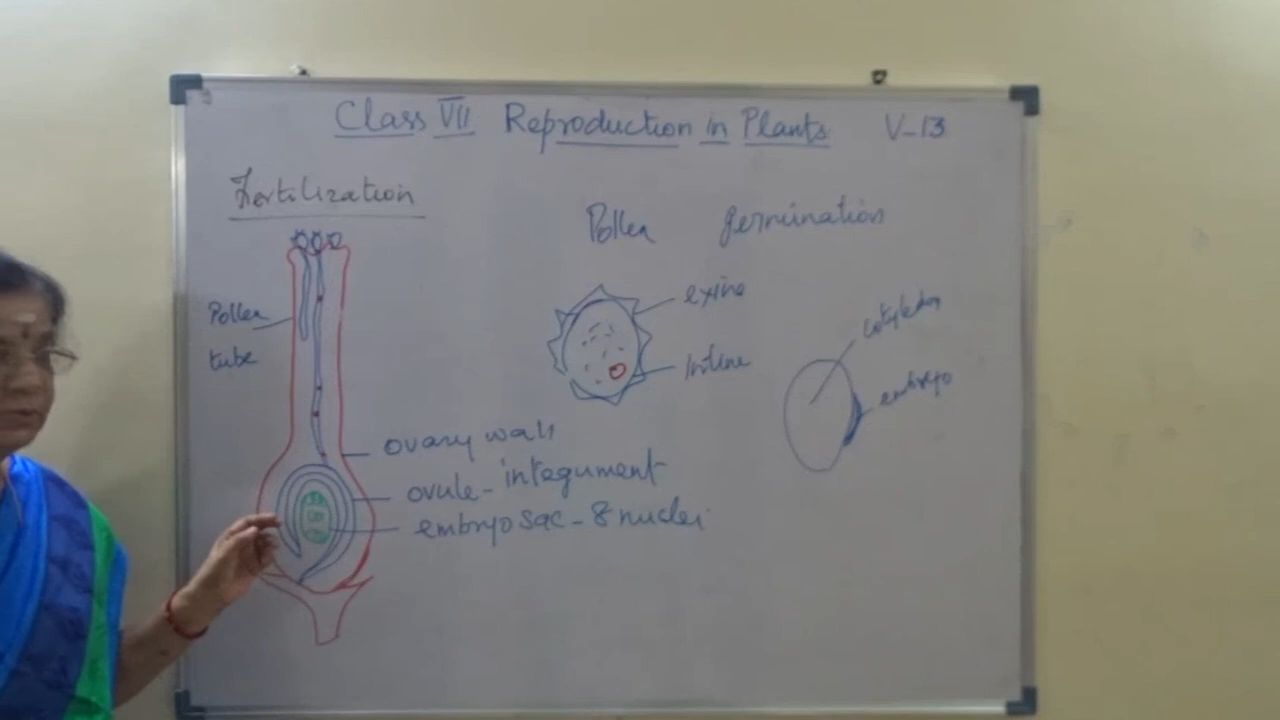 Class VII Reproduction in Plants V-13
Fertilization
Pollen germination
exine
Pollen
tube
Intine
cotyledon
embryo
ovary wall
ovule - integument
embryo sac - 8 nuclei